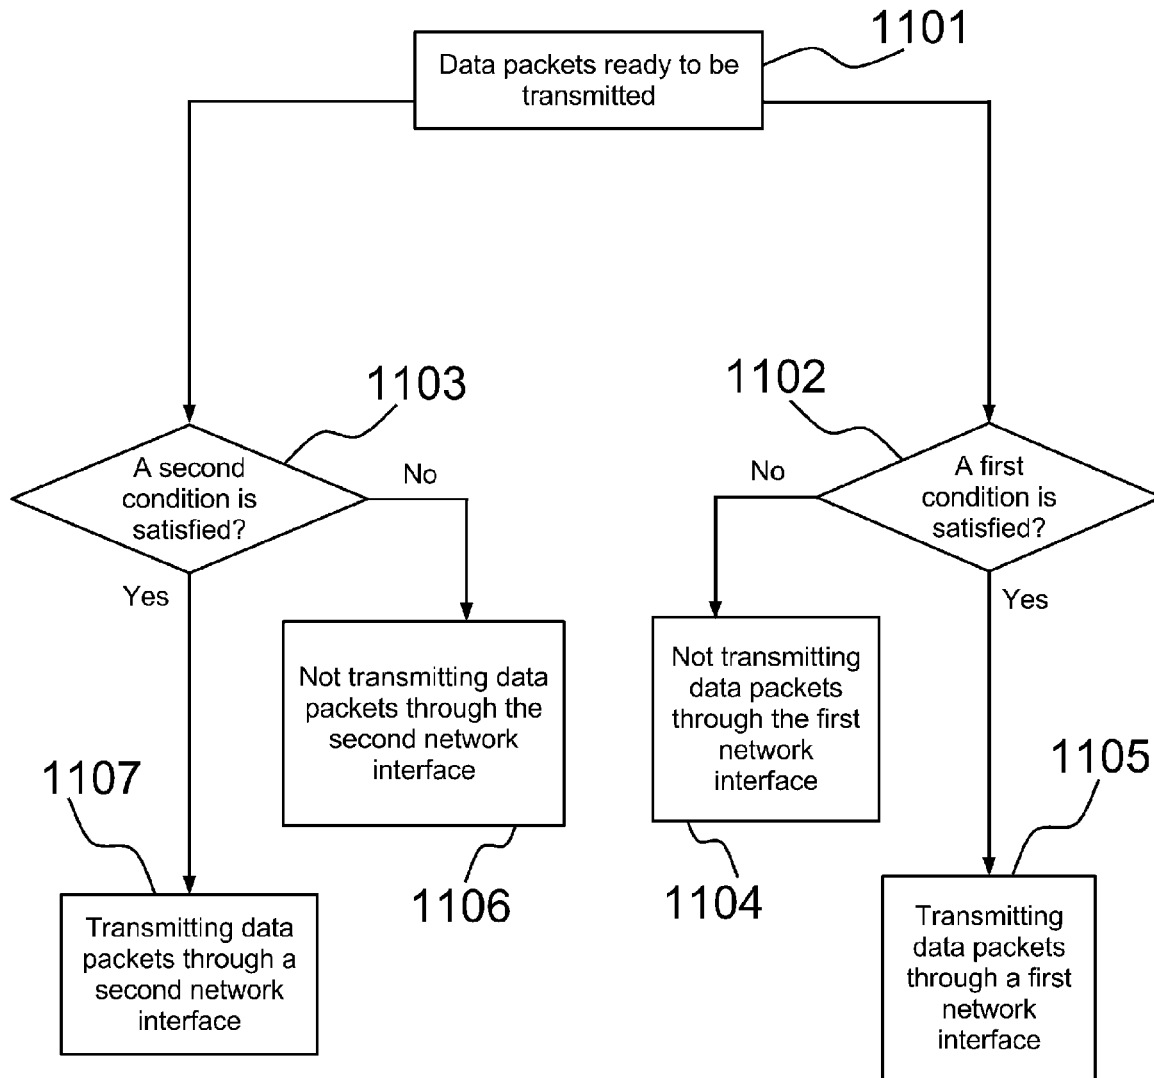 1101
Data packets ready to be
transmitted
1103
1102
A second
condition is
satisfied?
No
No
A first
condition is
satisfied?
Yes
Yes
Not transmitting data
packets through the
second network
interface
Not transmitting
data packets
through the first
network
interface
1107
1105
1106
1104
Transmitting data
packets through a
second network
interface
Transmitting
data packets
through a first
network
interface